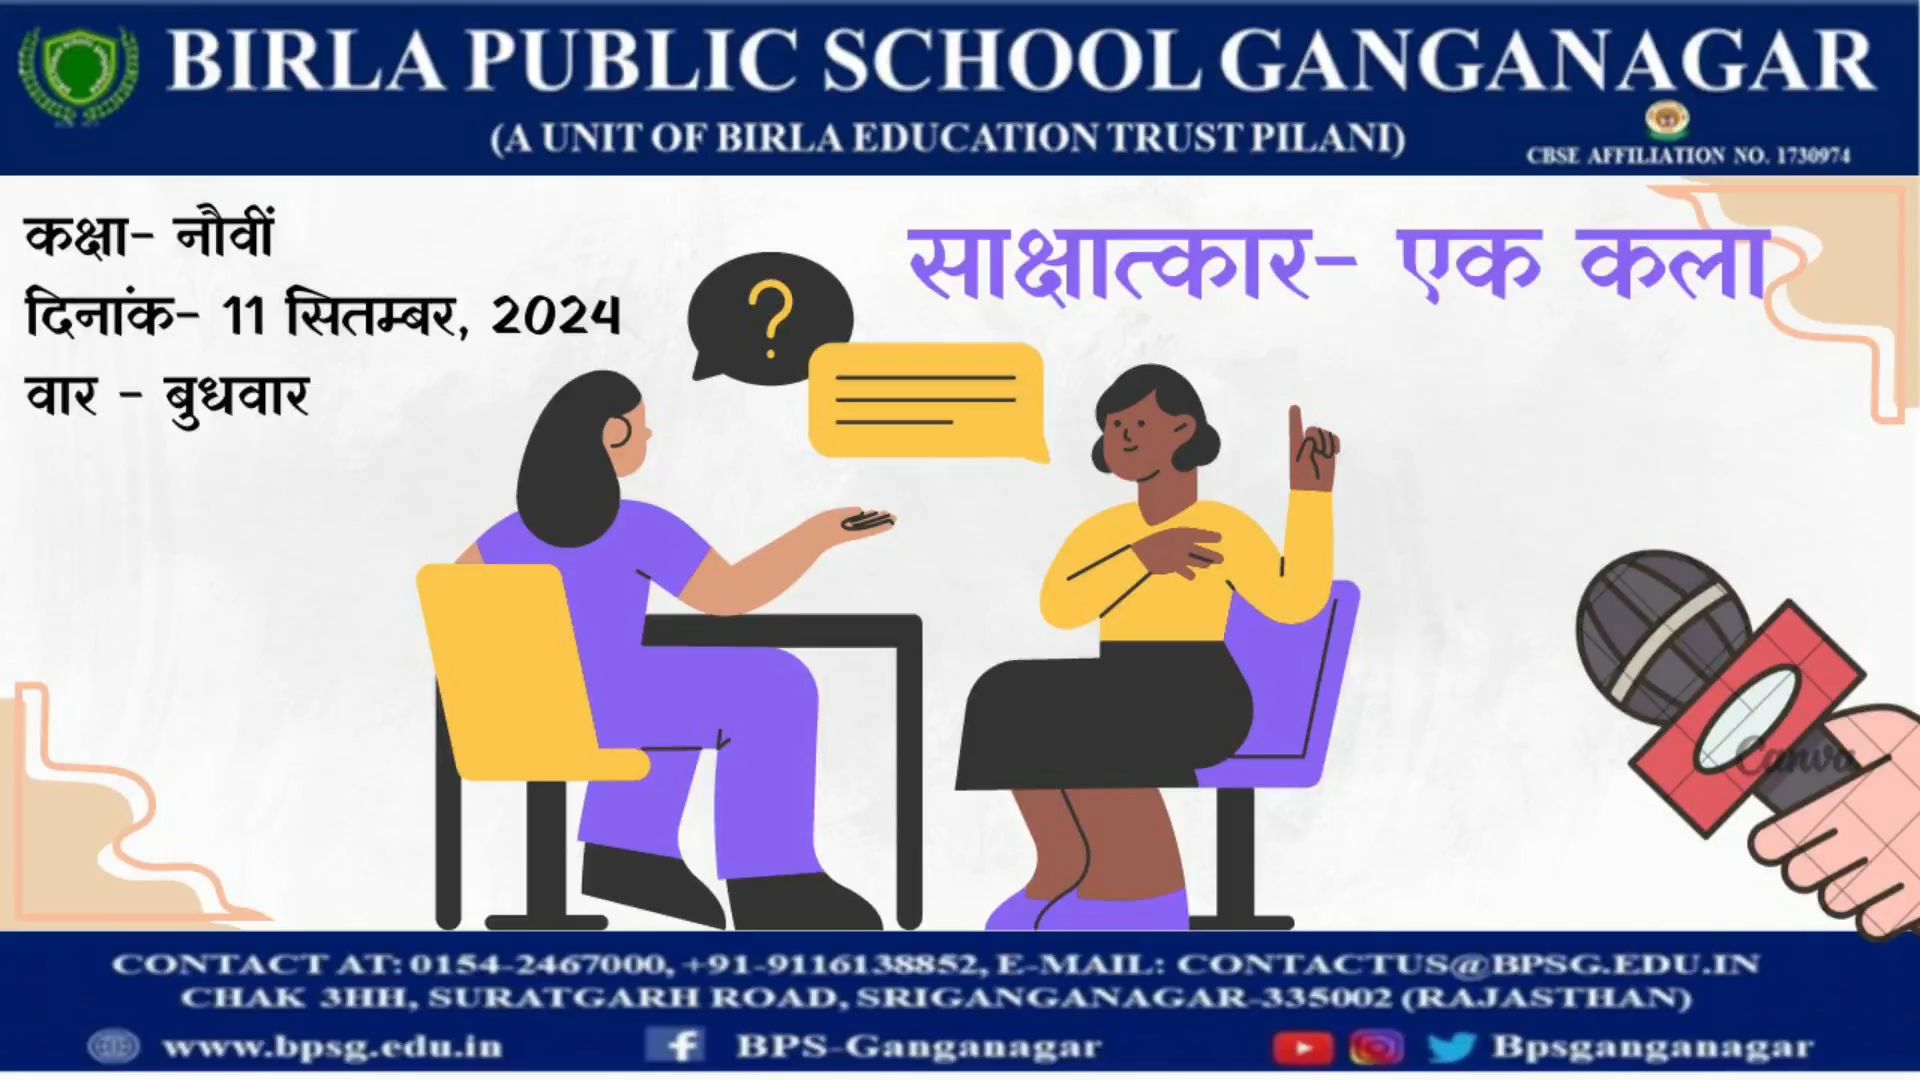 BIRLA PUBLIC SCHOOL GANGANAGAR
(A UNIT OF BIRLA EDUCATION TRUST PILANI)
CBSE AFFILIATION NO. 1730974
कक्षा- नौवीं
दिनांक- 11 सितम्बर, 2024
वार - बुधवार
साक्षात्कार- एक कला
?
Canva
CONTACT AT: 0154-2467000, +91-9116138852, E-MAIL: CONTACTUS@BPSG.EDU.IN
CHAK 3HH, SURATGARH ROAD, SRIGANGANAGAR-335002 (RAJASTHAN)
www.bpsg.edu.in
BPS-Ganganagar
Bpsganganagar